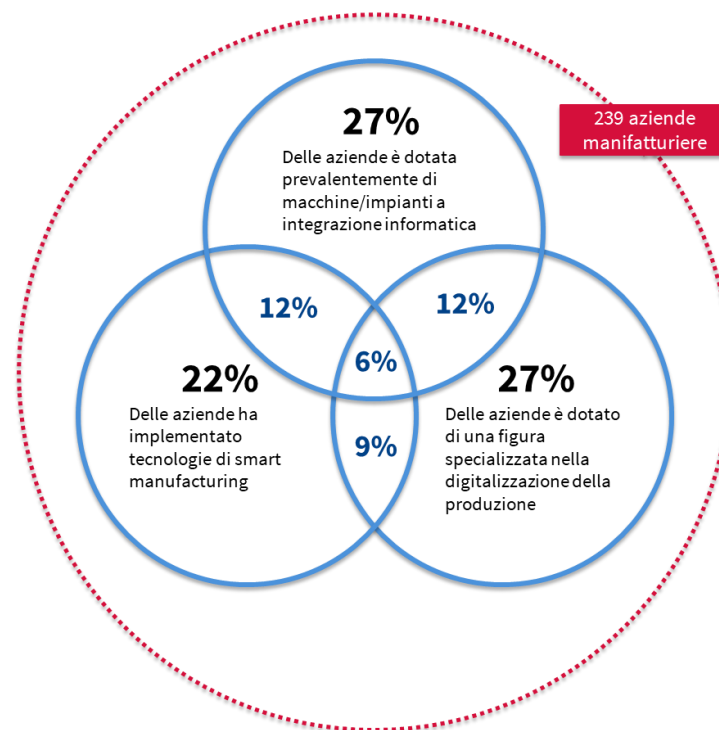 239 aziende
manifatturiere
27%
Delle aziende è dotata
prevalentemente di
macchine/impianti a
integrazione informatica
12%
12%
6%
22%
Delle aziende ha
implementato
tecnologie di smart
manufacturing
27%
Delle aziende è dotato
di una figura
specializzata nella
digitalizzazione della
produzione
9%